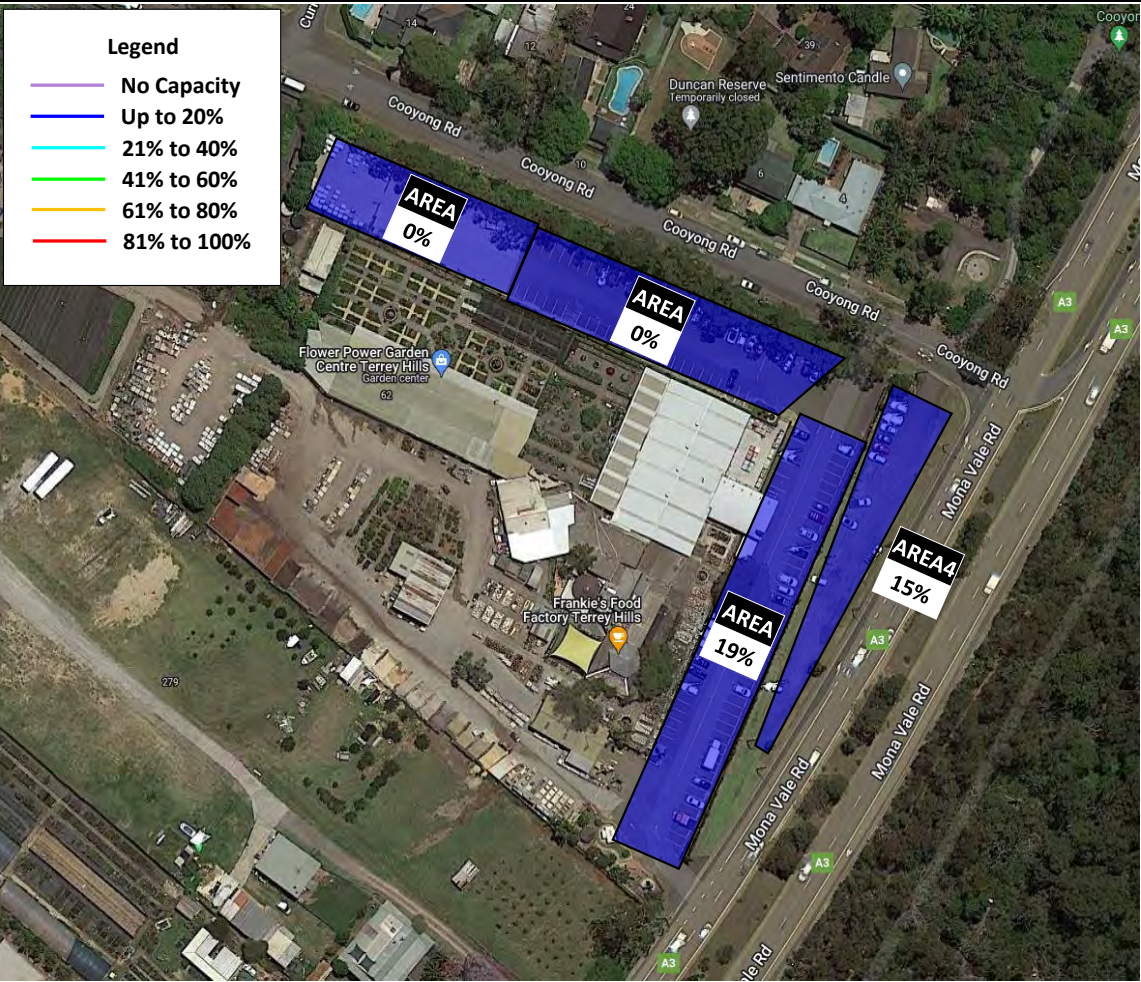 Legend
No Capacity
Up to 20%
21% to 40%
41% to 60%
61% to 80%
81% to 100%
Cooyong Rd
Cooyong Rd
Cooyong Rd
Cooyong Rd
Cooyong Rd
14
12
24
39
10
6
4
Duncan Reserve
Temporarily closed
Sentimento Candle
A3
A3
AREA
0%
AREA
0%
Flower Power Garden
Centre Terrey Hills
Garden center
62
Mona Vale Rd
AREA4
15%
AREA
19%
Frankie's Food
Factory Terrey Hills
A3
279
Mona Vale Rd
Mona Vale Rd
A3
A3